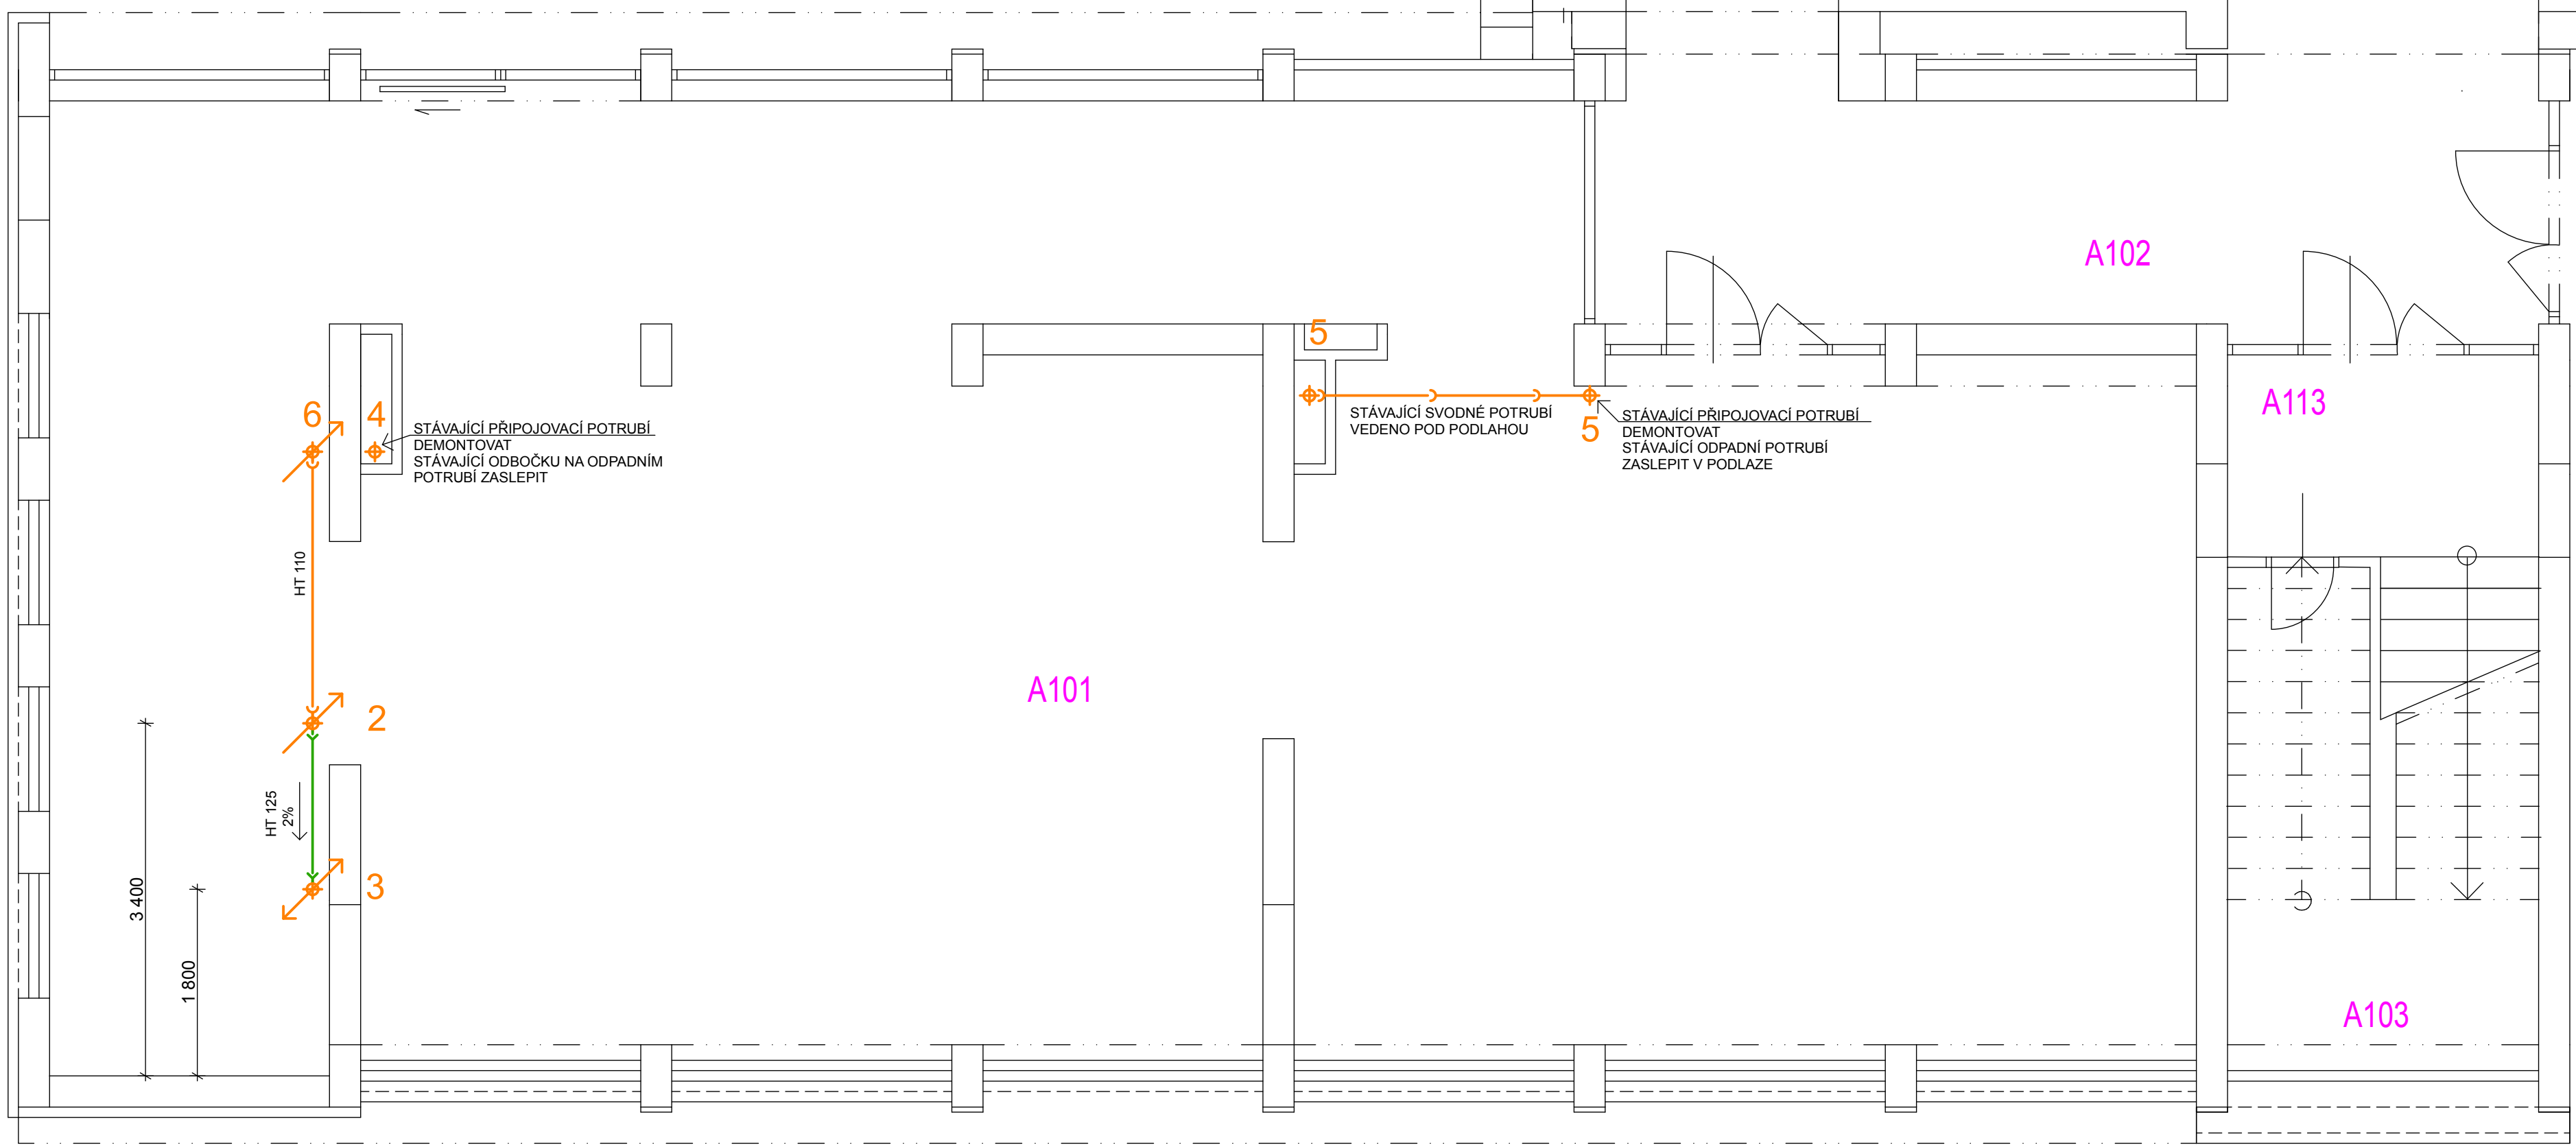 A102
5
A113
6
4
STÁVAJÍCÍ PŘIPOJOVACÍ POTRUBÍ
DEMONTOVAT
STÁVAJÍCÍ ODBOČKU NA ODPADNÍM
POTRUBÍ ZASLEPIT
STÁVAJÍCÍ SVODNÉ POTRUBÍ
VEDENO POD PODLAHOU
5
STÁVAJÍCÍ PŘIPOJOVACÍ POTRUBÍ
DEMONTOVAT
STÁVAJÍCÍ ODPADNÍ POTRUBÍ
ZASLEPIT V PODLAZE
HT 110
A101
2
HT 125
2%
3
3 400
1 800
A103